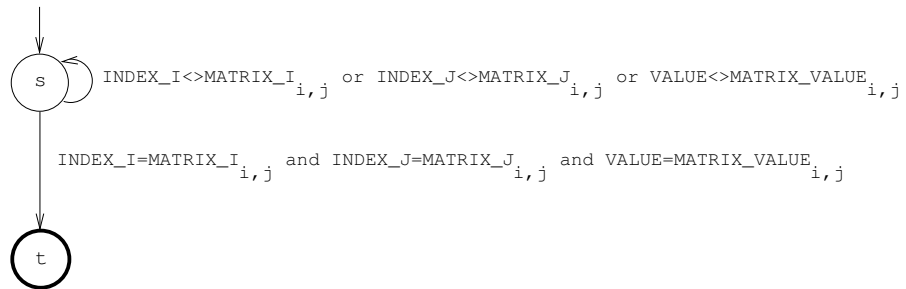 s
INDEX_I<>MATRIX_I i,j or INDEX_J<>MATRIX_J i,j or VALUE<>MATRIX_VALUE i,j
INDEX_I=MATRIX_I i,j and INDEX_J=MATRIX_J i,j and VALUE=MATRIX_VALUE i,j
t